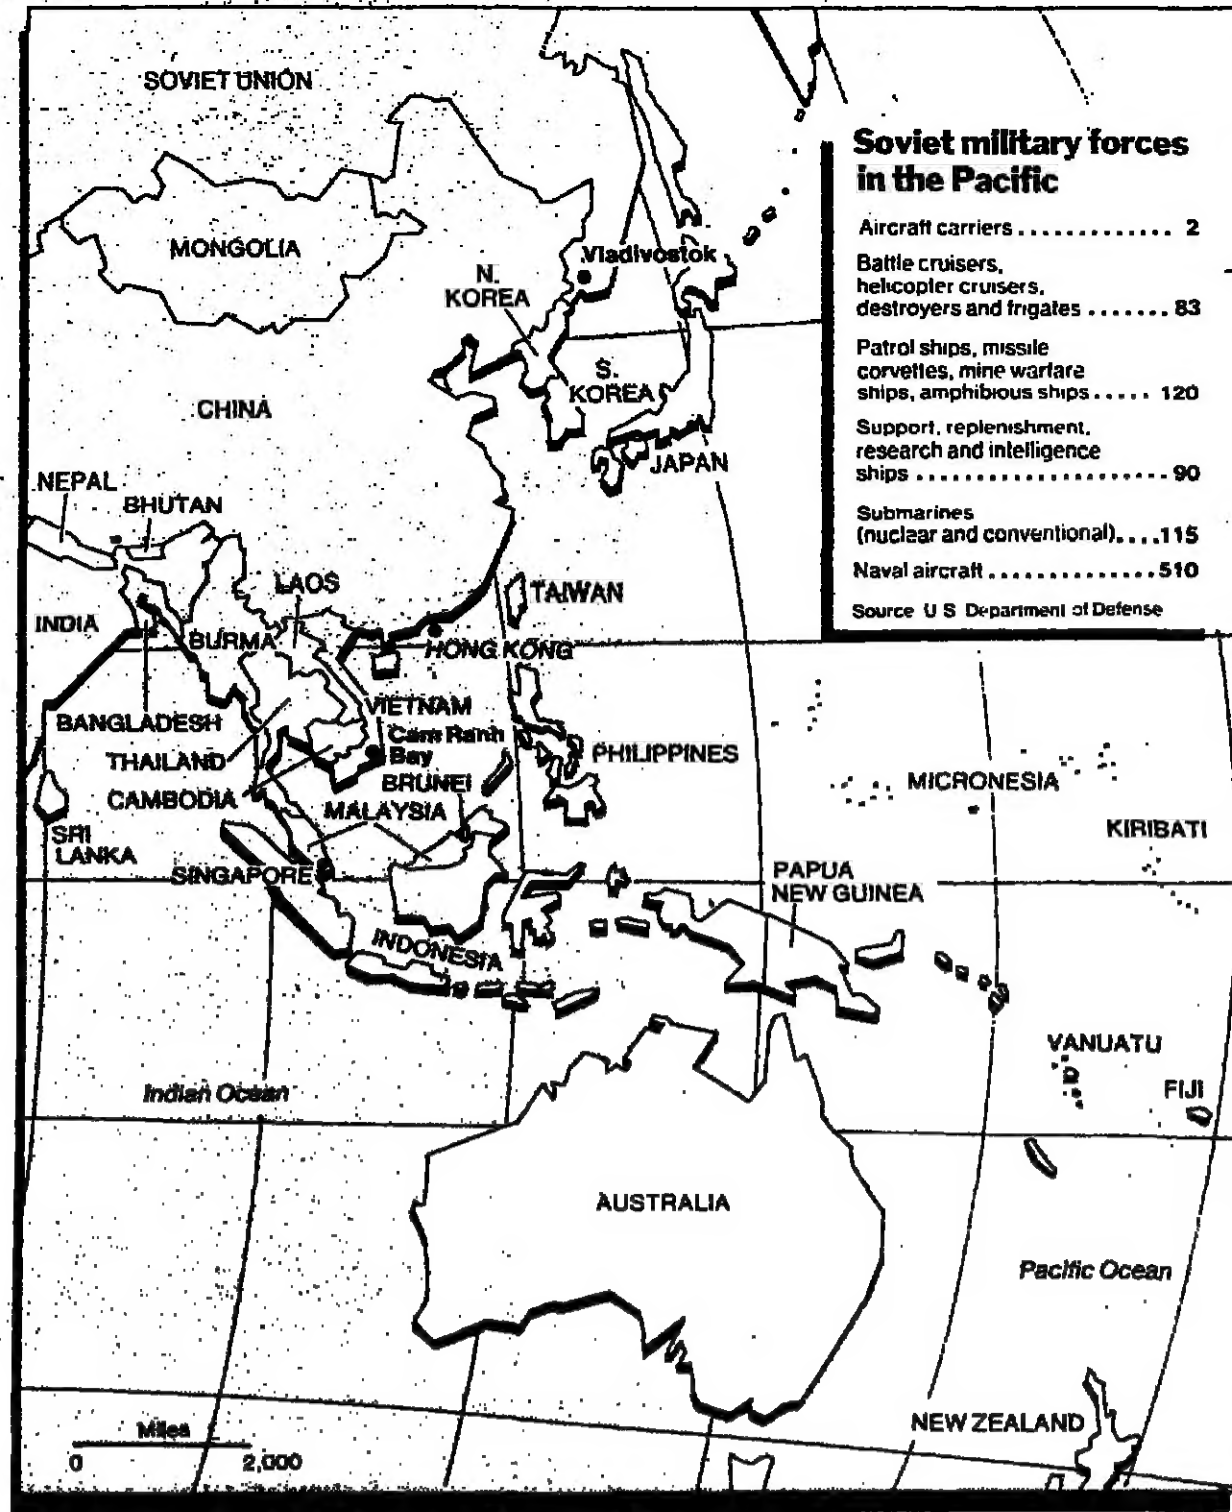 SOVIET UNION
MONGOLIA
Vladivostok
N.
KOREA
S.
KOREA
CHINA
JAPAN
NEPAL
BHUTAN
LAOS
TAIWAN
INDIA
BURMA
HONG KONG
BANGLADESH
VIETNAM
THAILAND
Cam Ranh
Bay
PHILIPPINES
CAMBODIA
BRUNEI
MALAYSIA
MICRONESIA
SRI
LANKA
KIRIBATI
SINGAPORE
PAPUA
NEW GUINEA
INDONESIA
VANUATU
Indian Ocean
FIJI
AUSTRALIA
Pacific Ocean
NEW ZEALAND
Miles
0 2,000
Soviet military forces
in the Pacific
Aircraft carriers ............. 2
Battle cruisers,
helicopter cruisers,
destroyers and frigates ....... 83
Patrol ships, missile
corvettes, mine warfare
ships, amphibious ships ..... 120
Support, replenishment,
research and intelligence
ships ...................... 90
Submarines
(nuclear and conventional)....115
Naval aircraft ..............510
Source U S Department of Defense